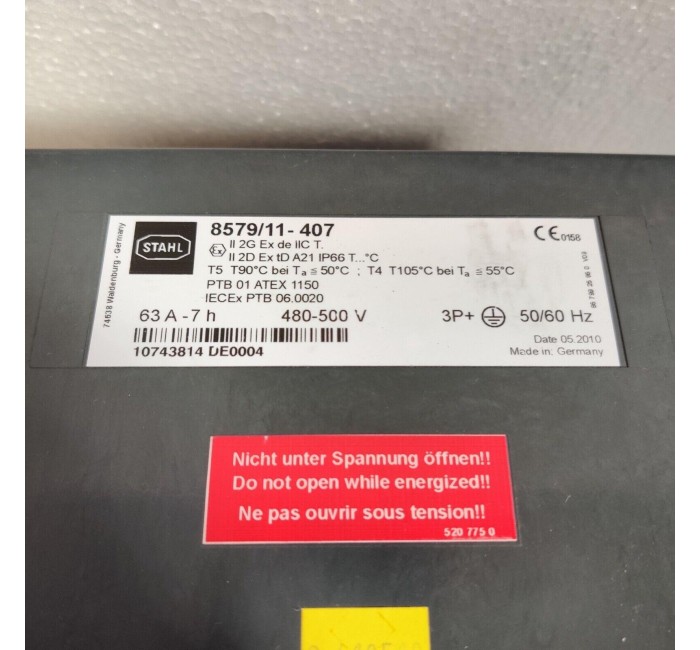 STAHL
8579/11-407
CE 0158
Ex II 2G Ex de IIC T.
II 2D Ex tD A21 IP66 T...°C
T5 T90°C bei Ta ≤ 50°C ; T4 T105°C bei Ta ≤ 55°C
PTB 01 ATEX 1150
IECEx PTB 06.0020
63 A -7 h 480-500 V 3P+ 50/60 Hz
10743814 DE0004
Date 05.2010
Made in: Germany
74638 Waldenburg - Germany
Nicht unter Spannung öffnen!!
Do not open while energized!!
Ne pas ouvrir sous tension!!
520 775 0